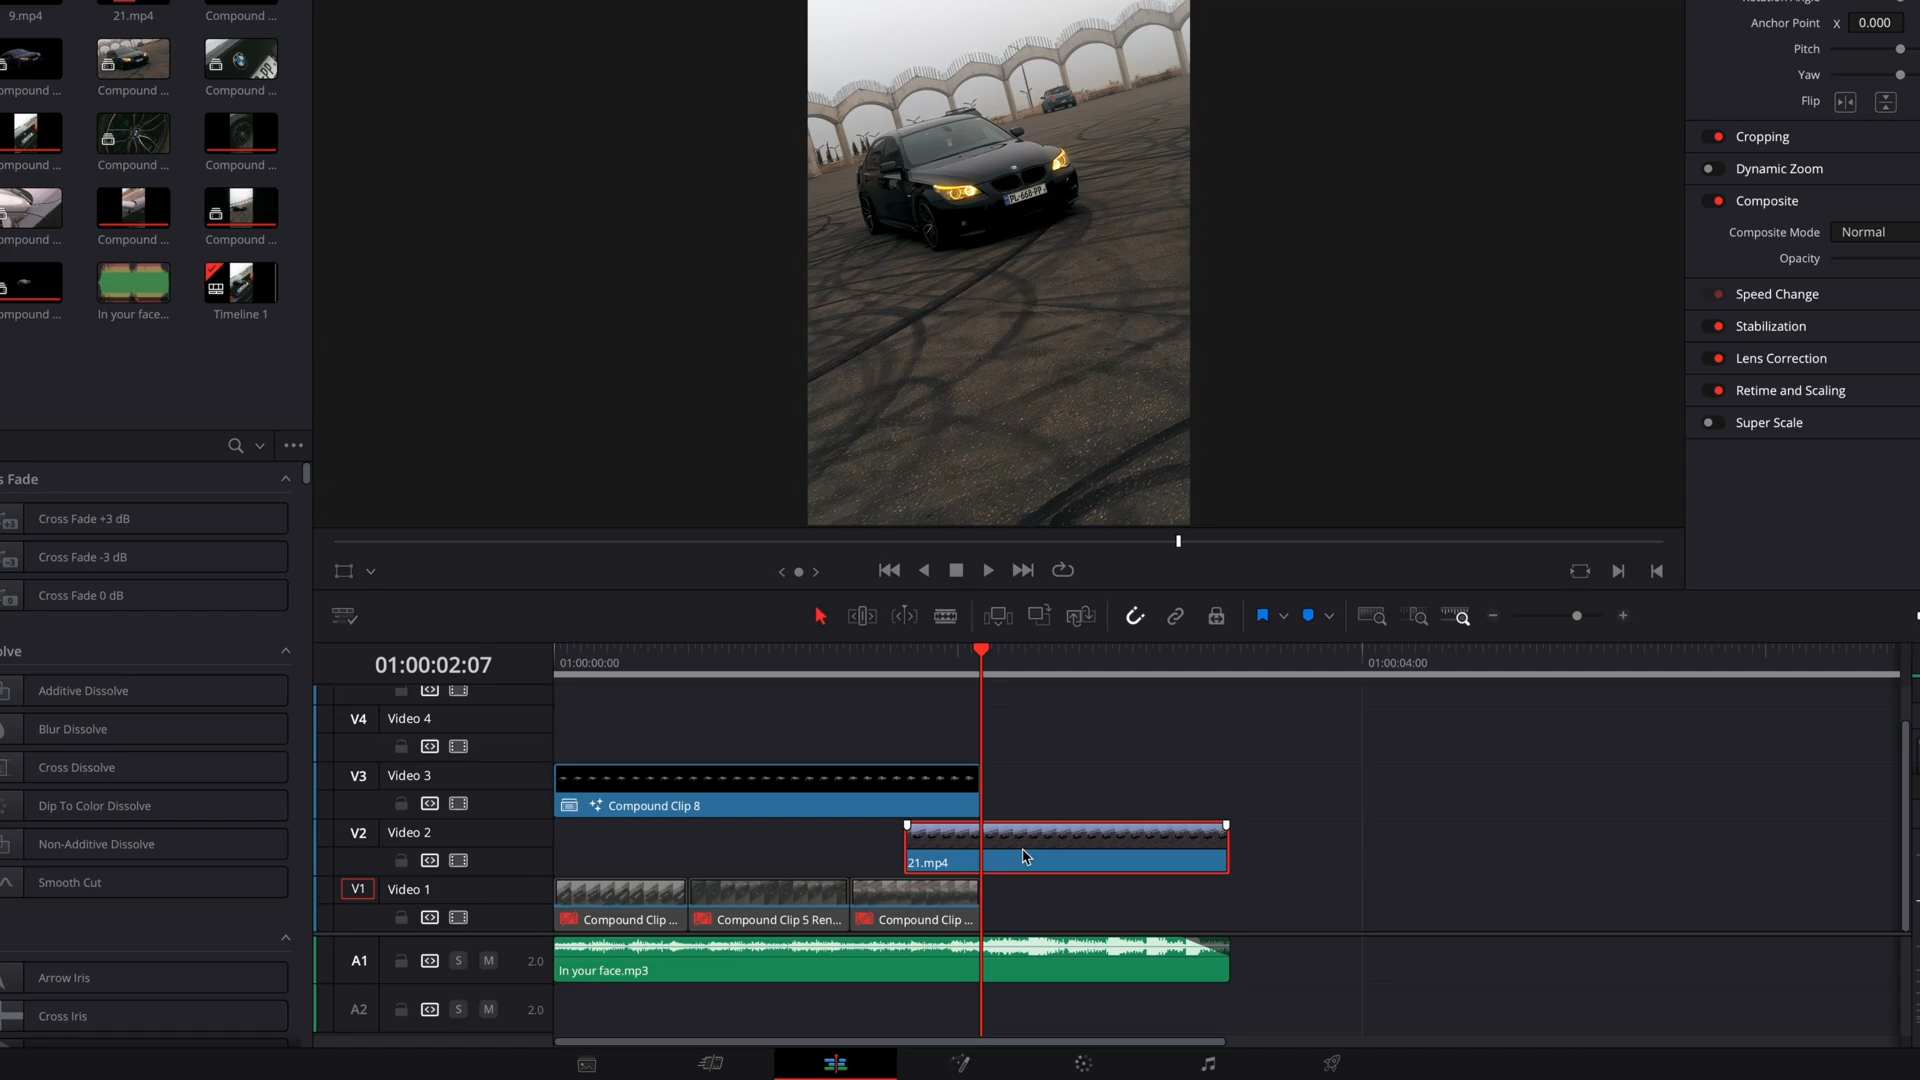 9.mp4
21.mp4
Compound ...
ompound ...
Compound ...
Compound ...
ompound ...
Compound ...
Compound ...
ompound ...
Compound ...
Compound ...
ompound ...
In your face...
Timeline 1
s Fade
Cross Fade +3 dB
Cross Fade -3 dB
Cross Fade 0 dB
olve
Additive Dissolve
Blur Dissolve
Cross Dissolve
Dip To Color Dissolve
Non-Additive Dissolve
Smooth Cut
Arrow Iris
Cross Iris
PL-668-PP
Anchor Point X 0.000
Pitch
Yaw
Flip
Cropping
Dynamic Zoom
Composite
Composite Mode Normal
Opacity
Speed Change
Stabilization
Lens Correction
Retime and Scaling
Super Scale
01:00:02:07
01:00:00:00
01:00:04:00
V4 Video 4
V3 Video 3
Compound Clip 8
V2 Video 2
21.mp4
V1 Video 1
Compound Clip ...
Compound Clip 5 Ren...
Compound Clip ...
A1 S M 2.0
In your face.mp3
A2 S M 2.0